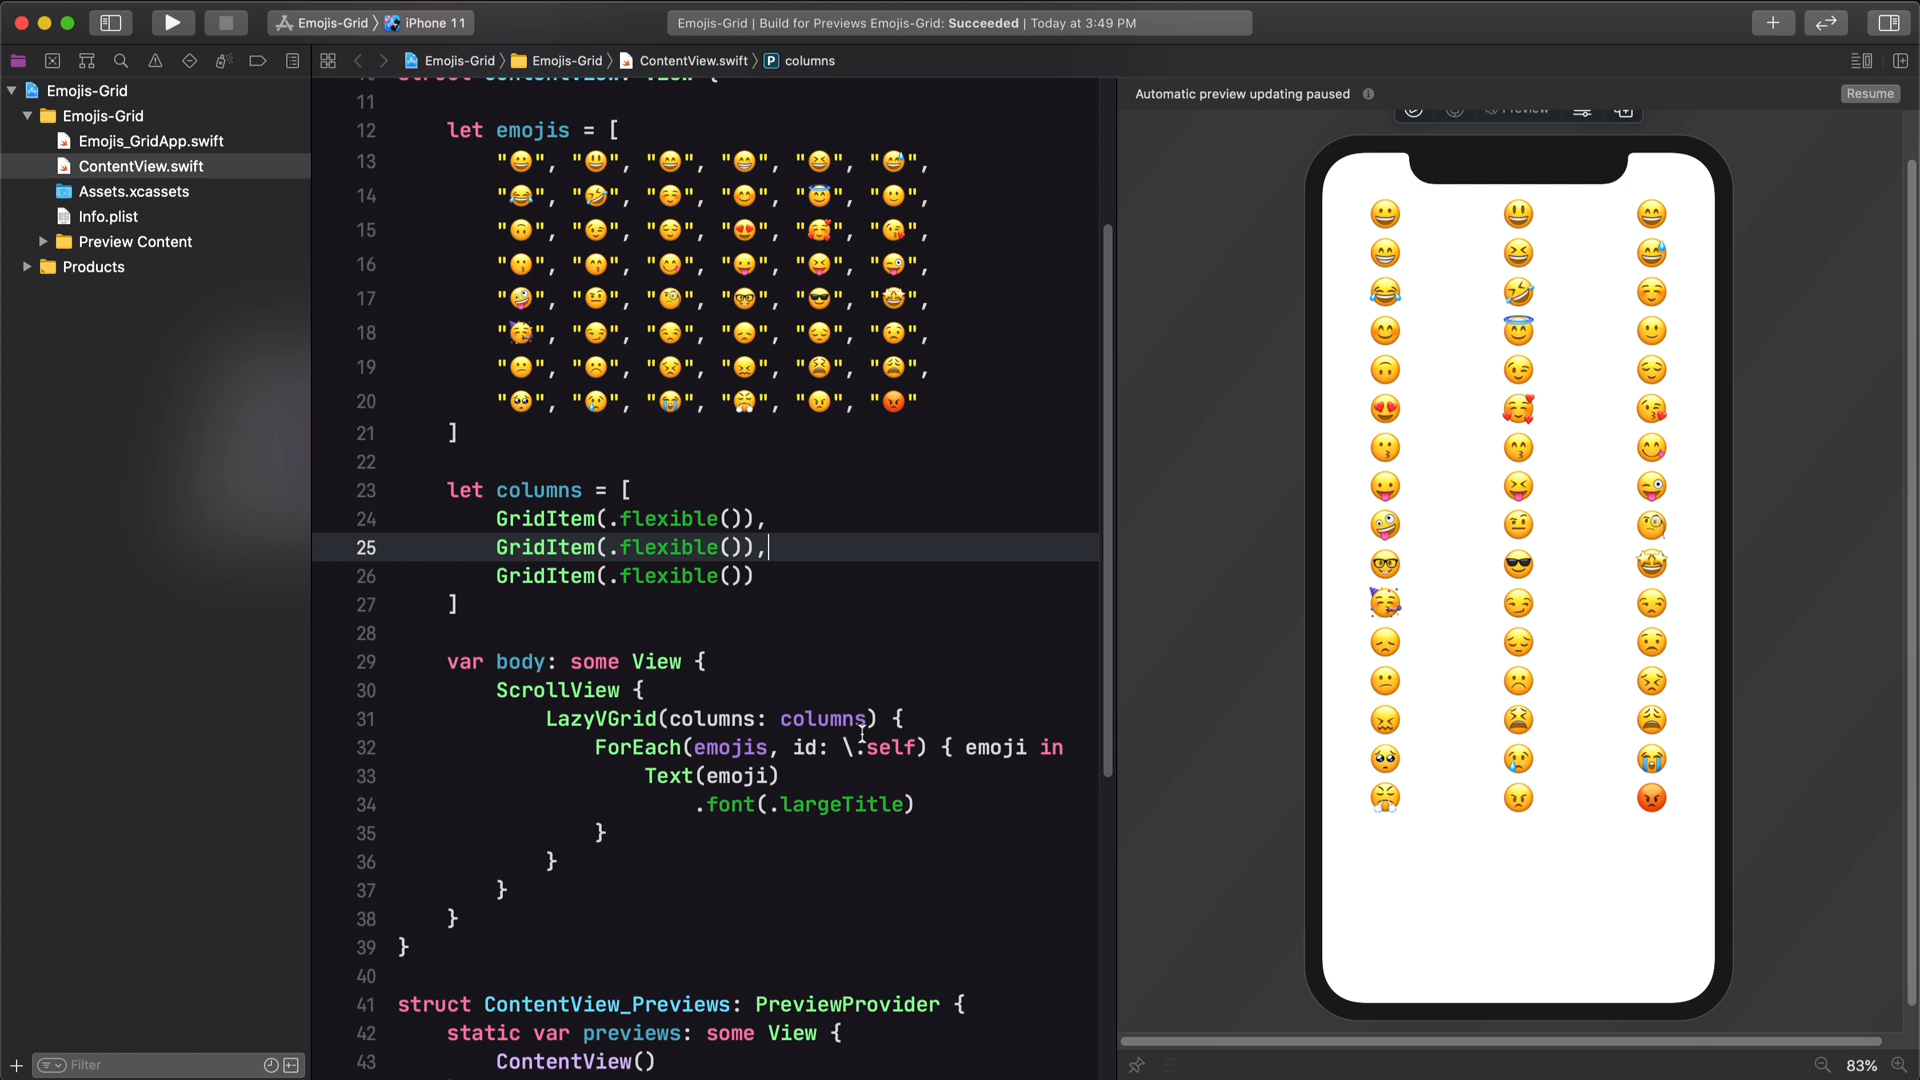 Emojis-Grid 〉 iPhone 11
Emojis-Grid | Build for Previews Emojis-Grid: Succeeded | Today at 3:49 PM
Emojis-Grid 〉 Emojis-Grid 〉 ContentView.swift 〉 P columns
Emojis-Grid
Emojis-Grid
Emojis_GridApp.swift
ContentView.swift
Assets.xcassets
Info.plist
Preview Content
Products
Filter
11
12 let emojis = [
13 "😀", "😃", "😄", "😁", "😆", "😅",
14 "😂", "🤣", "☺️", "😊", "😇", "🙂",
15 "🙃", "😉", "😌", "😍", "🥰", "😘",
16 "😗", "😙", "😋", "😛", "😝", "😜",
17 "🤪", "🤨", "🧐", "🤓", "😎", "🤩",
18 "🥳", "😏", "😒", "😞", "😔", "😟",
19 "😕", "☹️", "😣", "😖", "😫", "😩",
20 "🥺", "😢", "😭", "😤", "😠", "😡"
21 ]
22
23 let columns = [
24 GridItem(.flexible()),
25 GridItem(.flexible()),
26 GridItem(.flexible())
27 ]
28
29 var body: some View {
30 ScrollView {
31 LazyVGrid(columns: columns) {
32 ForEach(emojis, id: \.self) { emoji in
33 Text(emoji)
34 .font(.largeTitle)
35 }
36 }
37 }
38 }
39 }
40
41 struct ContentView_Previews: PreviewProvider {
42 static var previews: some View {
43 ContentView()
Automatic preview updating paused
Resume
Preview
83%